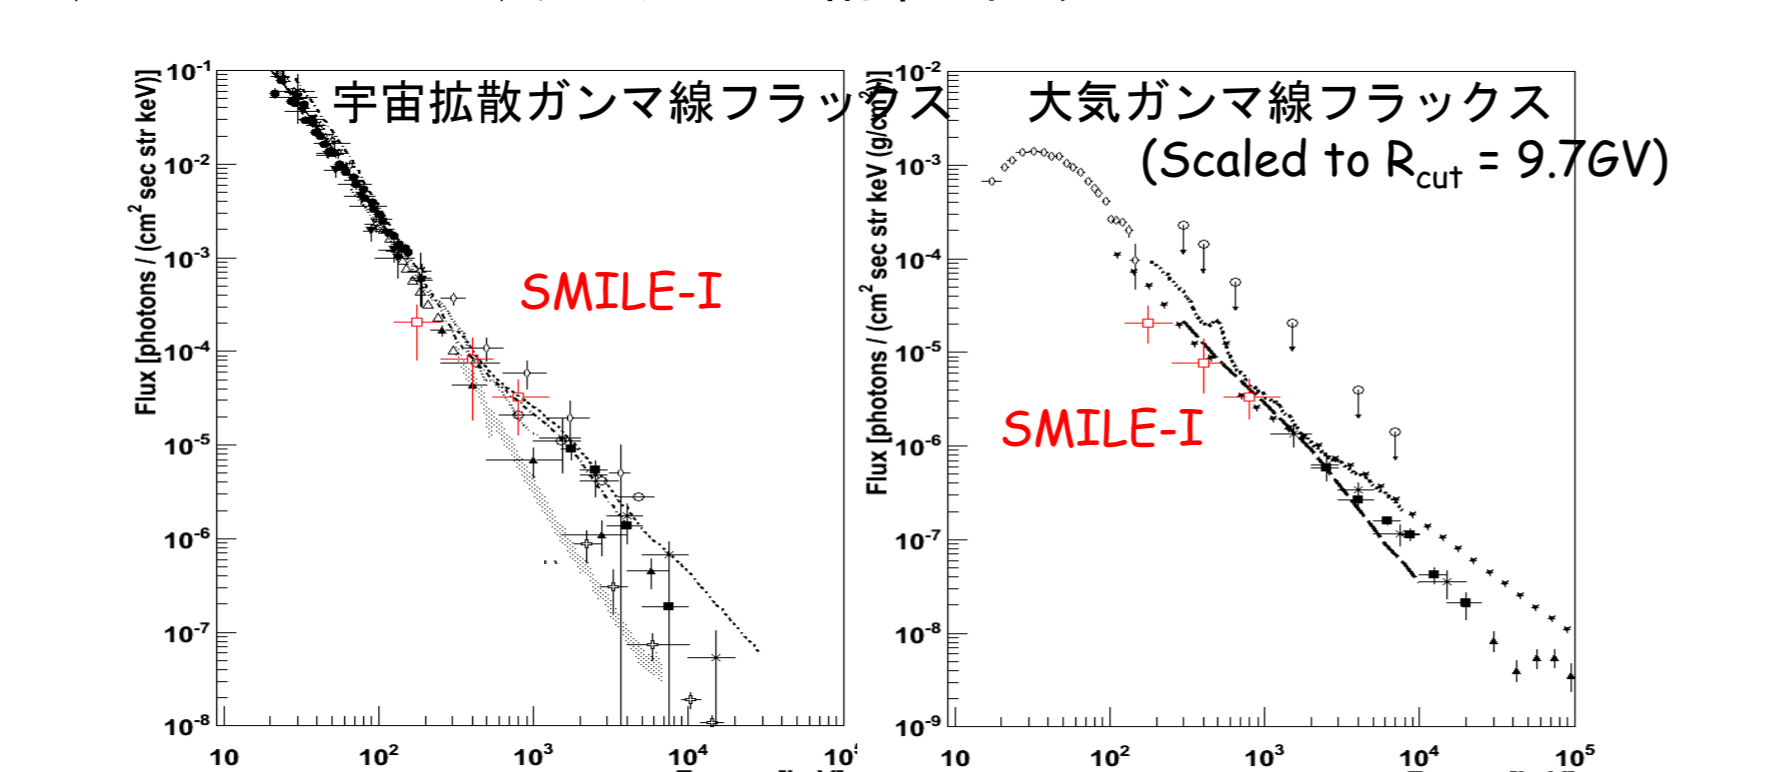 宇宙拡散ガンマ線フラックス
SMILE-I
Flux [photons / (cm² sec str keV)]
10⁻¹
10⁻²
10⁻³
10⁻⁴
10⁻⁵
10⁻⁶
10⁻⁷
10⁻⁸
10 10² 10³ 10⁴ 10⁵
大気ガンマ線フラックス
(Scaled to Rcut = 9.7GV)
SMILE-I
Flux [photons / (cm² sec str keV (g/cm²)]
10⁻²
10⁻³
10⁻⁴
10⁻⁵
10⁻⁶
10⁻⁷
10⁻⁸
10⁻⁹
10 10² 10³ 10⁴ 10⁵